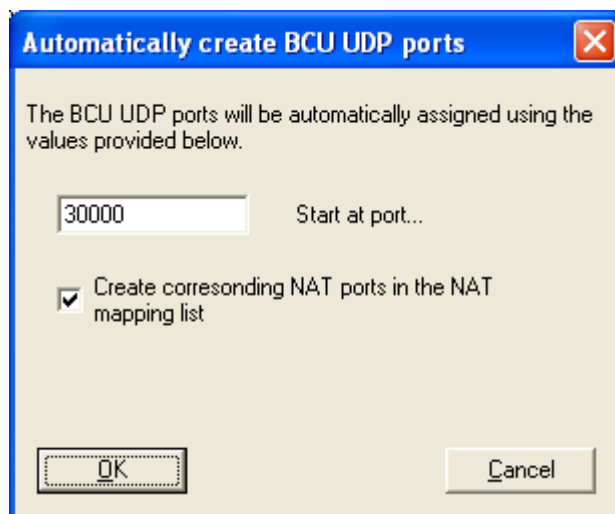 Automatically create BCU UDP ports
The BCU UDP ports will be automatically assigned using the
values provided below.
30000
Start at port...
Create corresonding NAT ports in the NAT
mapping list
OK
Cancel